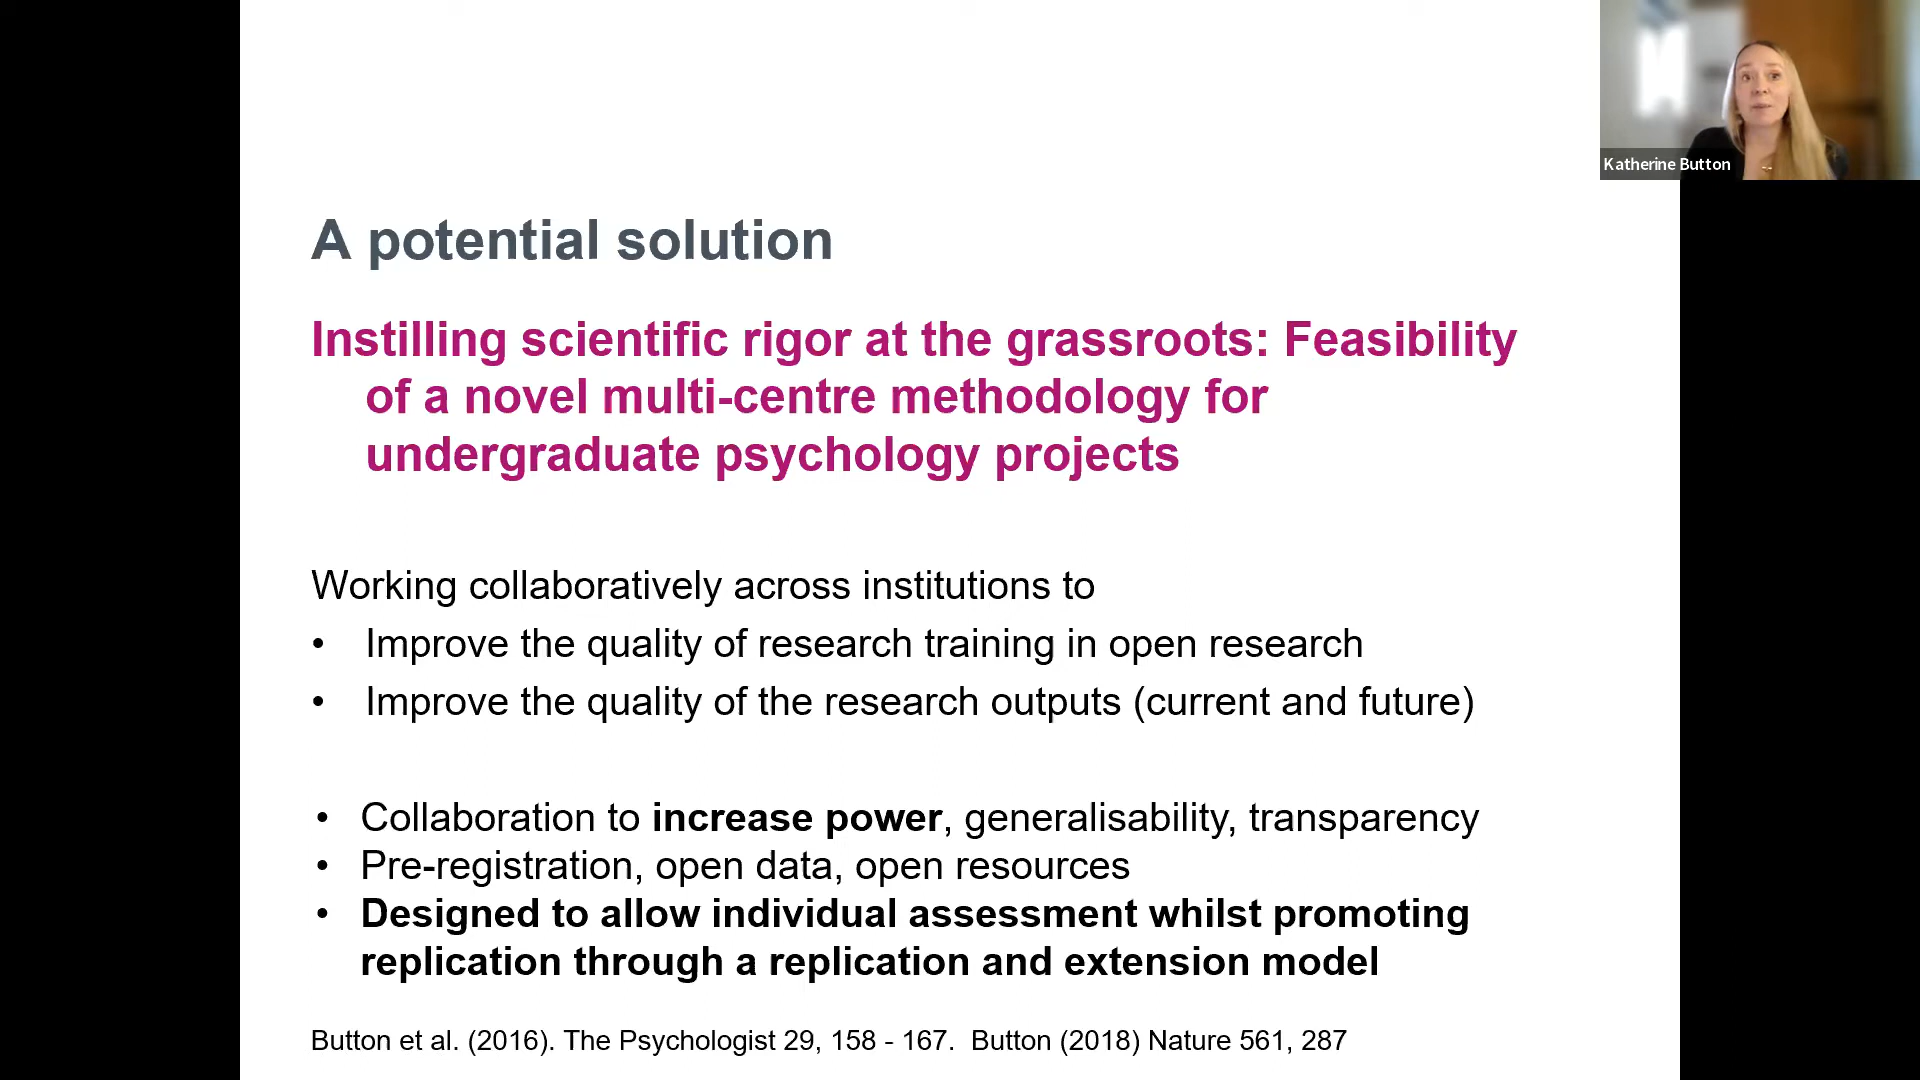 Katherine Button
A potential solution
Instilling scientific rigor at the grassroots: Feasibility
of a novel multi-centre methodology for
undergraduate psychology projects
Working collaboratively across institutions to
• Improve the quality of research training in open research
• Improve the quality of the research outputs (current and future)
• Collaboration to increase power, generalisability, transparency
• Pre-registration, open data, open resources
• Designed to allow individual assessment whilst promoting
replication through a replication and extension model
Button et al. (2016). The Psychologist 29, 158 - 167.  Button (2018) Nature 561, 287